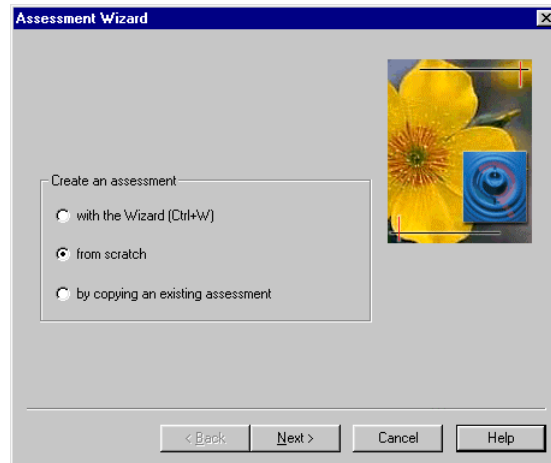 Assessment Wizard
Create an assessment
with the Wizard (Ctrl+W)
from scratch
by copying an existing assessment
< Back Next > Cancel Help